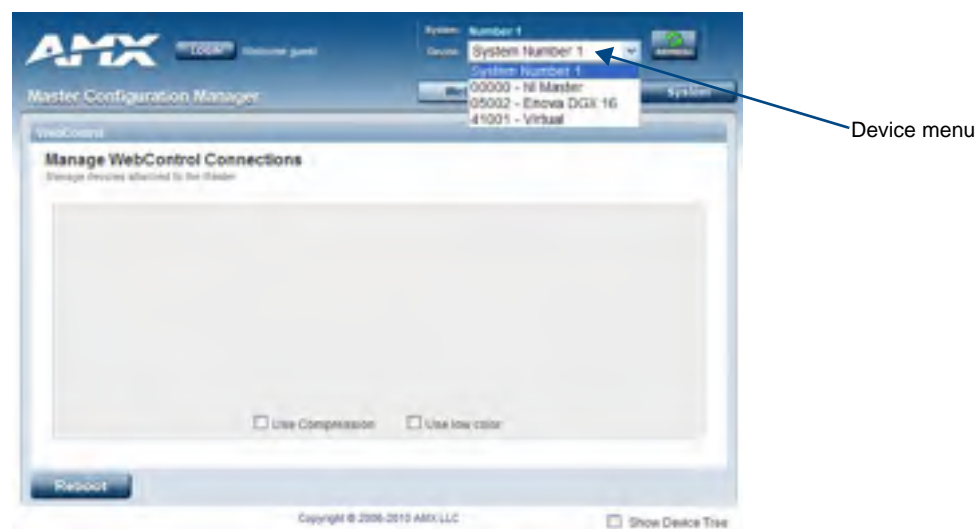 AMX
Login
Welcome guest
System: Number 1
Device: System Number 1
System Number 1
00000 - NI Master
05002 - Enova DGX 16
41001 - Virtual
Device menu
Master Configuration Manager
System
WebControl
Manage WebControl Connections
Manage devices attached to the Master
Use Compression
Use low color
Reboot
Copyright © 2006-2010 AMX LLC
Show Device Tree